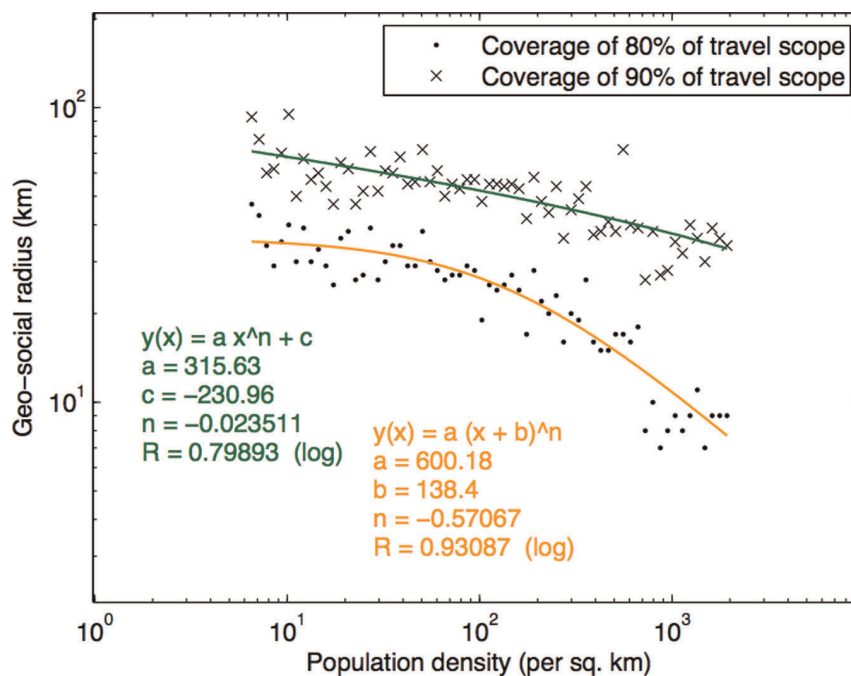 Coverage of 80% of travel scope
Coverage of 90% of travel scope
10^2
10^1
Geo-social radius (km)
y(x) = a x^n + c
a = 315.63
c = -230.96
n = -0.023511
R = 0.79893 (log)
y(x) = a (x + b)^n
a = 600.18
b = 138.4
n = -0.57067
R = 0.93087 (log)
10^0 10^1 10^2 10^3
Population density (per sq. km)